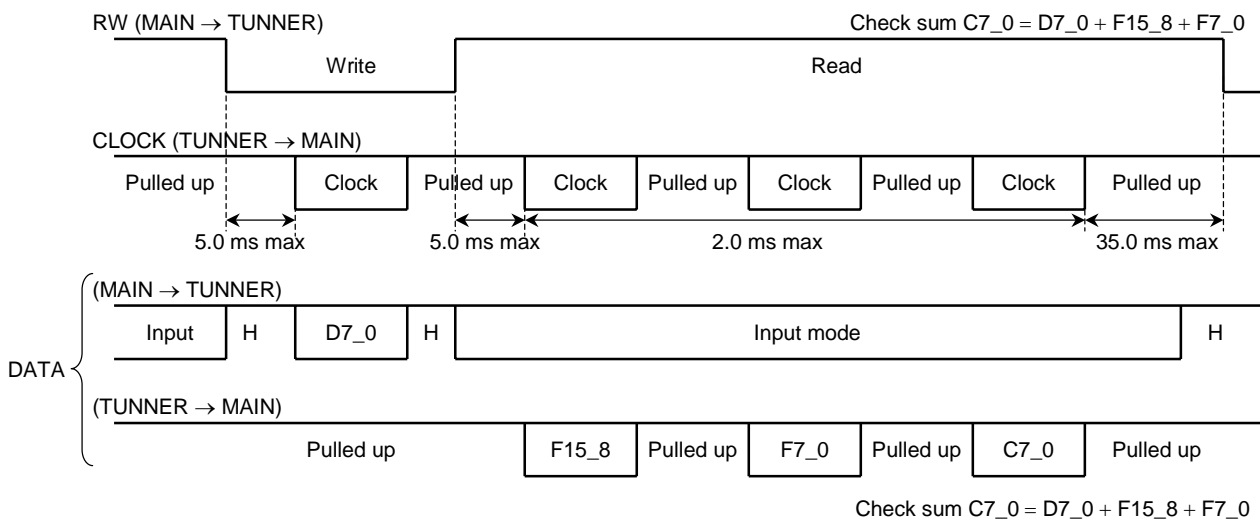 RW (MAIN → TUNNER) Check sum C7_0 = D7_0 + F15_8 + F7_0
Write Read
CLOCK (TUNNER → MAIN)
Pulled up Clock Pulled up Clock Pulled up Clock Pulled up Clock Pulled up
5.0 ms max 5.0 ms max 2.0 ms max 35.0 ms max
(MAIN → TUNNER)
Input H D7_0 H Input mode H
DATA
(TUNNER → MAIN)
Pulled up F15_8 Pulled up F7_0 Pulled up C7_0 Pulled up
Check sum C7_0 = D7_0 + F15_8 + F7_0